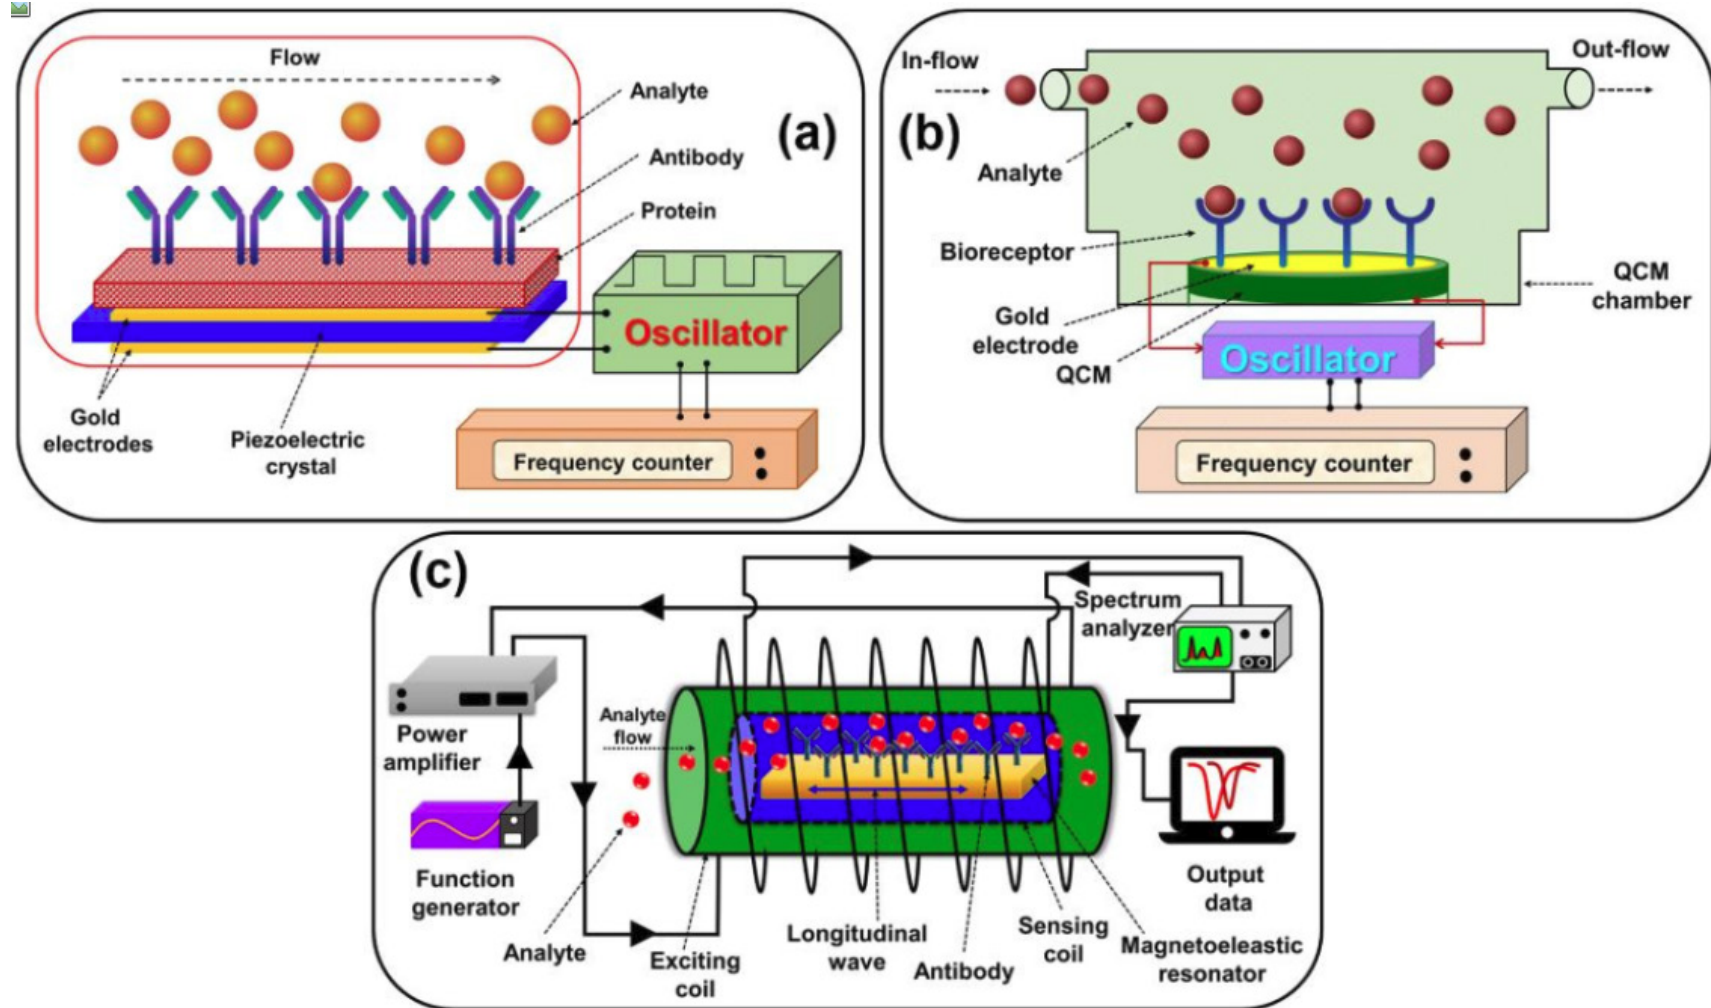 Flow
Analyte
(a)
Antibody
Protein
Oscillator
Gold
electrodes
Piezoelectric
crystal
Frequency counter
In-flow
Out-flow
(b)
Analyte
Bioreceptor
QCM
chamber
Gold
electrode
QCM
Oscillator
Frequency counter
(c)
Spectrum
analyzer
Analyte
flow
Power
amplifier
Function
generator
Output
data
Analyte
Exciting
coil
Longitudinal
wave
Antibody
Sensing
coil
Magnetoeleastic
resonator